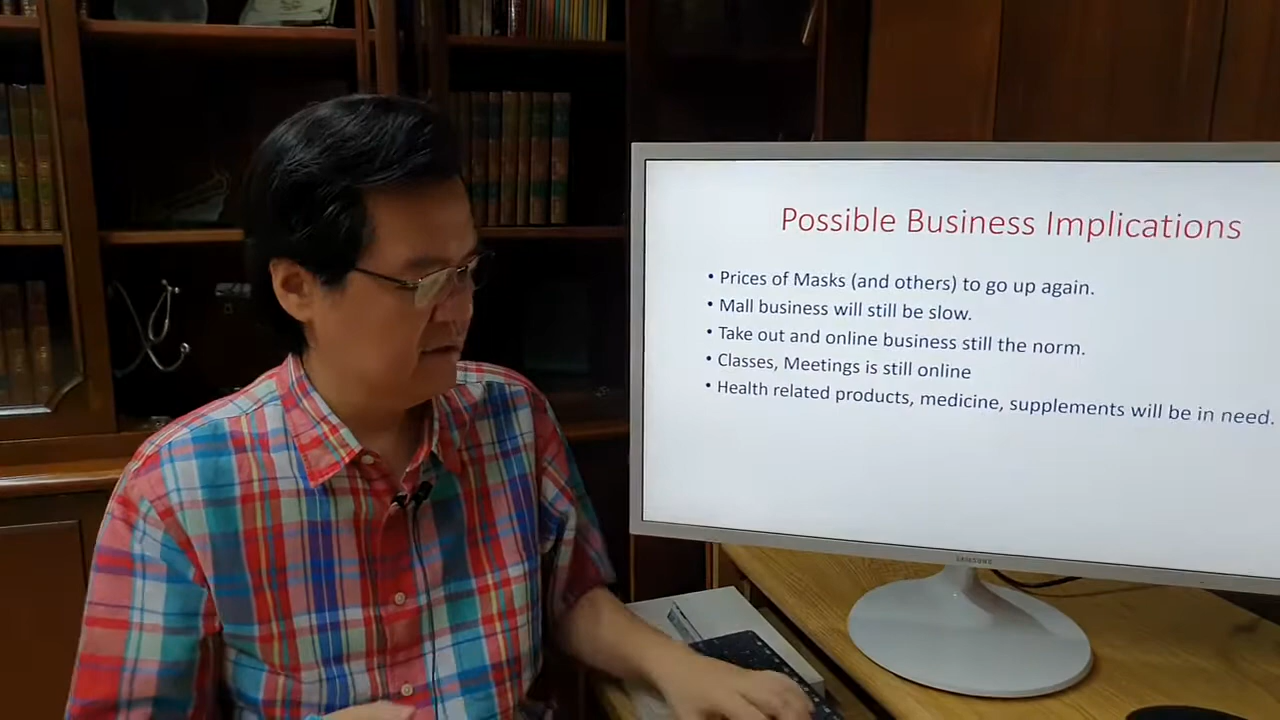 Possible Business Implications
• Prices of Masks (and others) to go up again.
• Mall business will still be slow.
• Take out and online business still the norm.
• Classes, Meetings is still online
• Health related products, medicine, supplements will be in need.
SAMSUNG